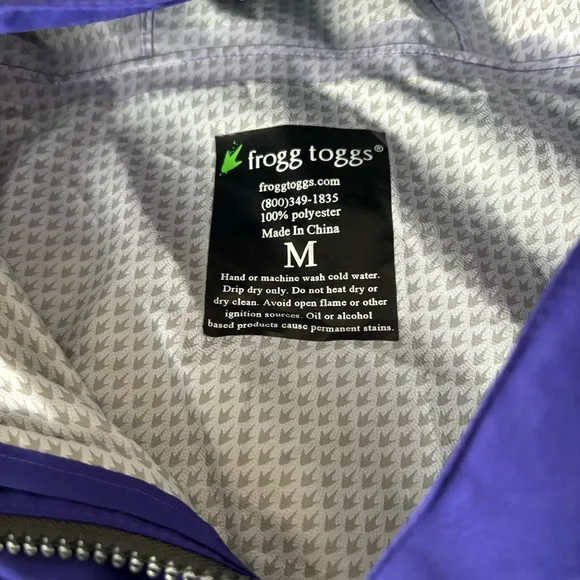 frogg toggs®
froggtoggs.com
(800)349-1835
100% polyester
Made In China
M
Hand or machine wash cold water.
Drip dry only. Do not heat dry or
dry clean. Avoid open flame or other
ignition sources. Oil or alcohol
based products cause permanent stains.